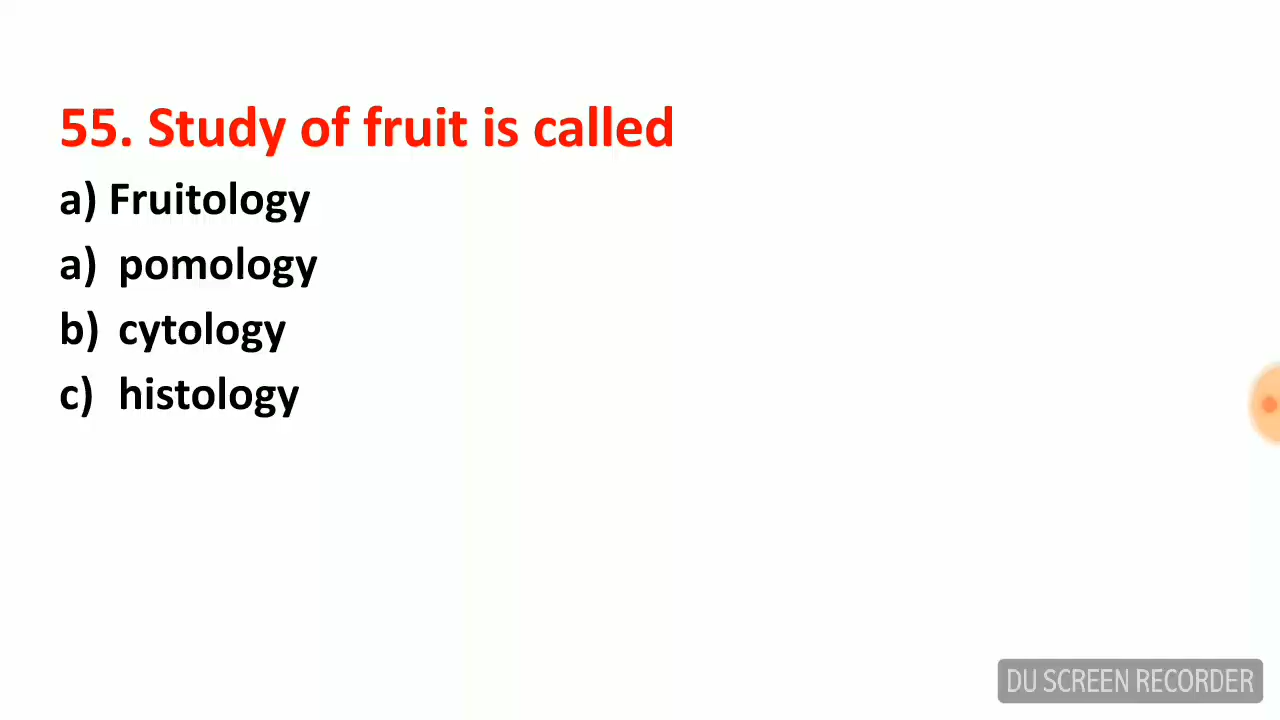 55. Study of fruit is called
a) Fruitology
a) pomology
b) cytology
c) histology
DU SCREEN RECORDER